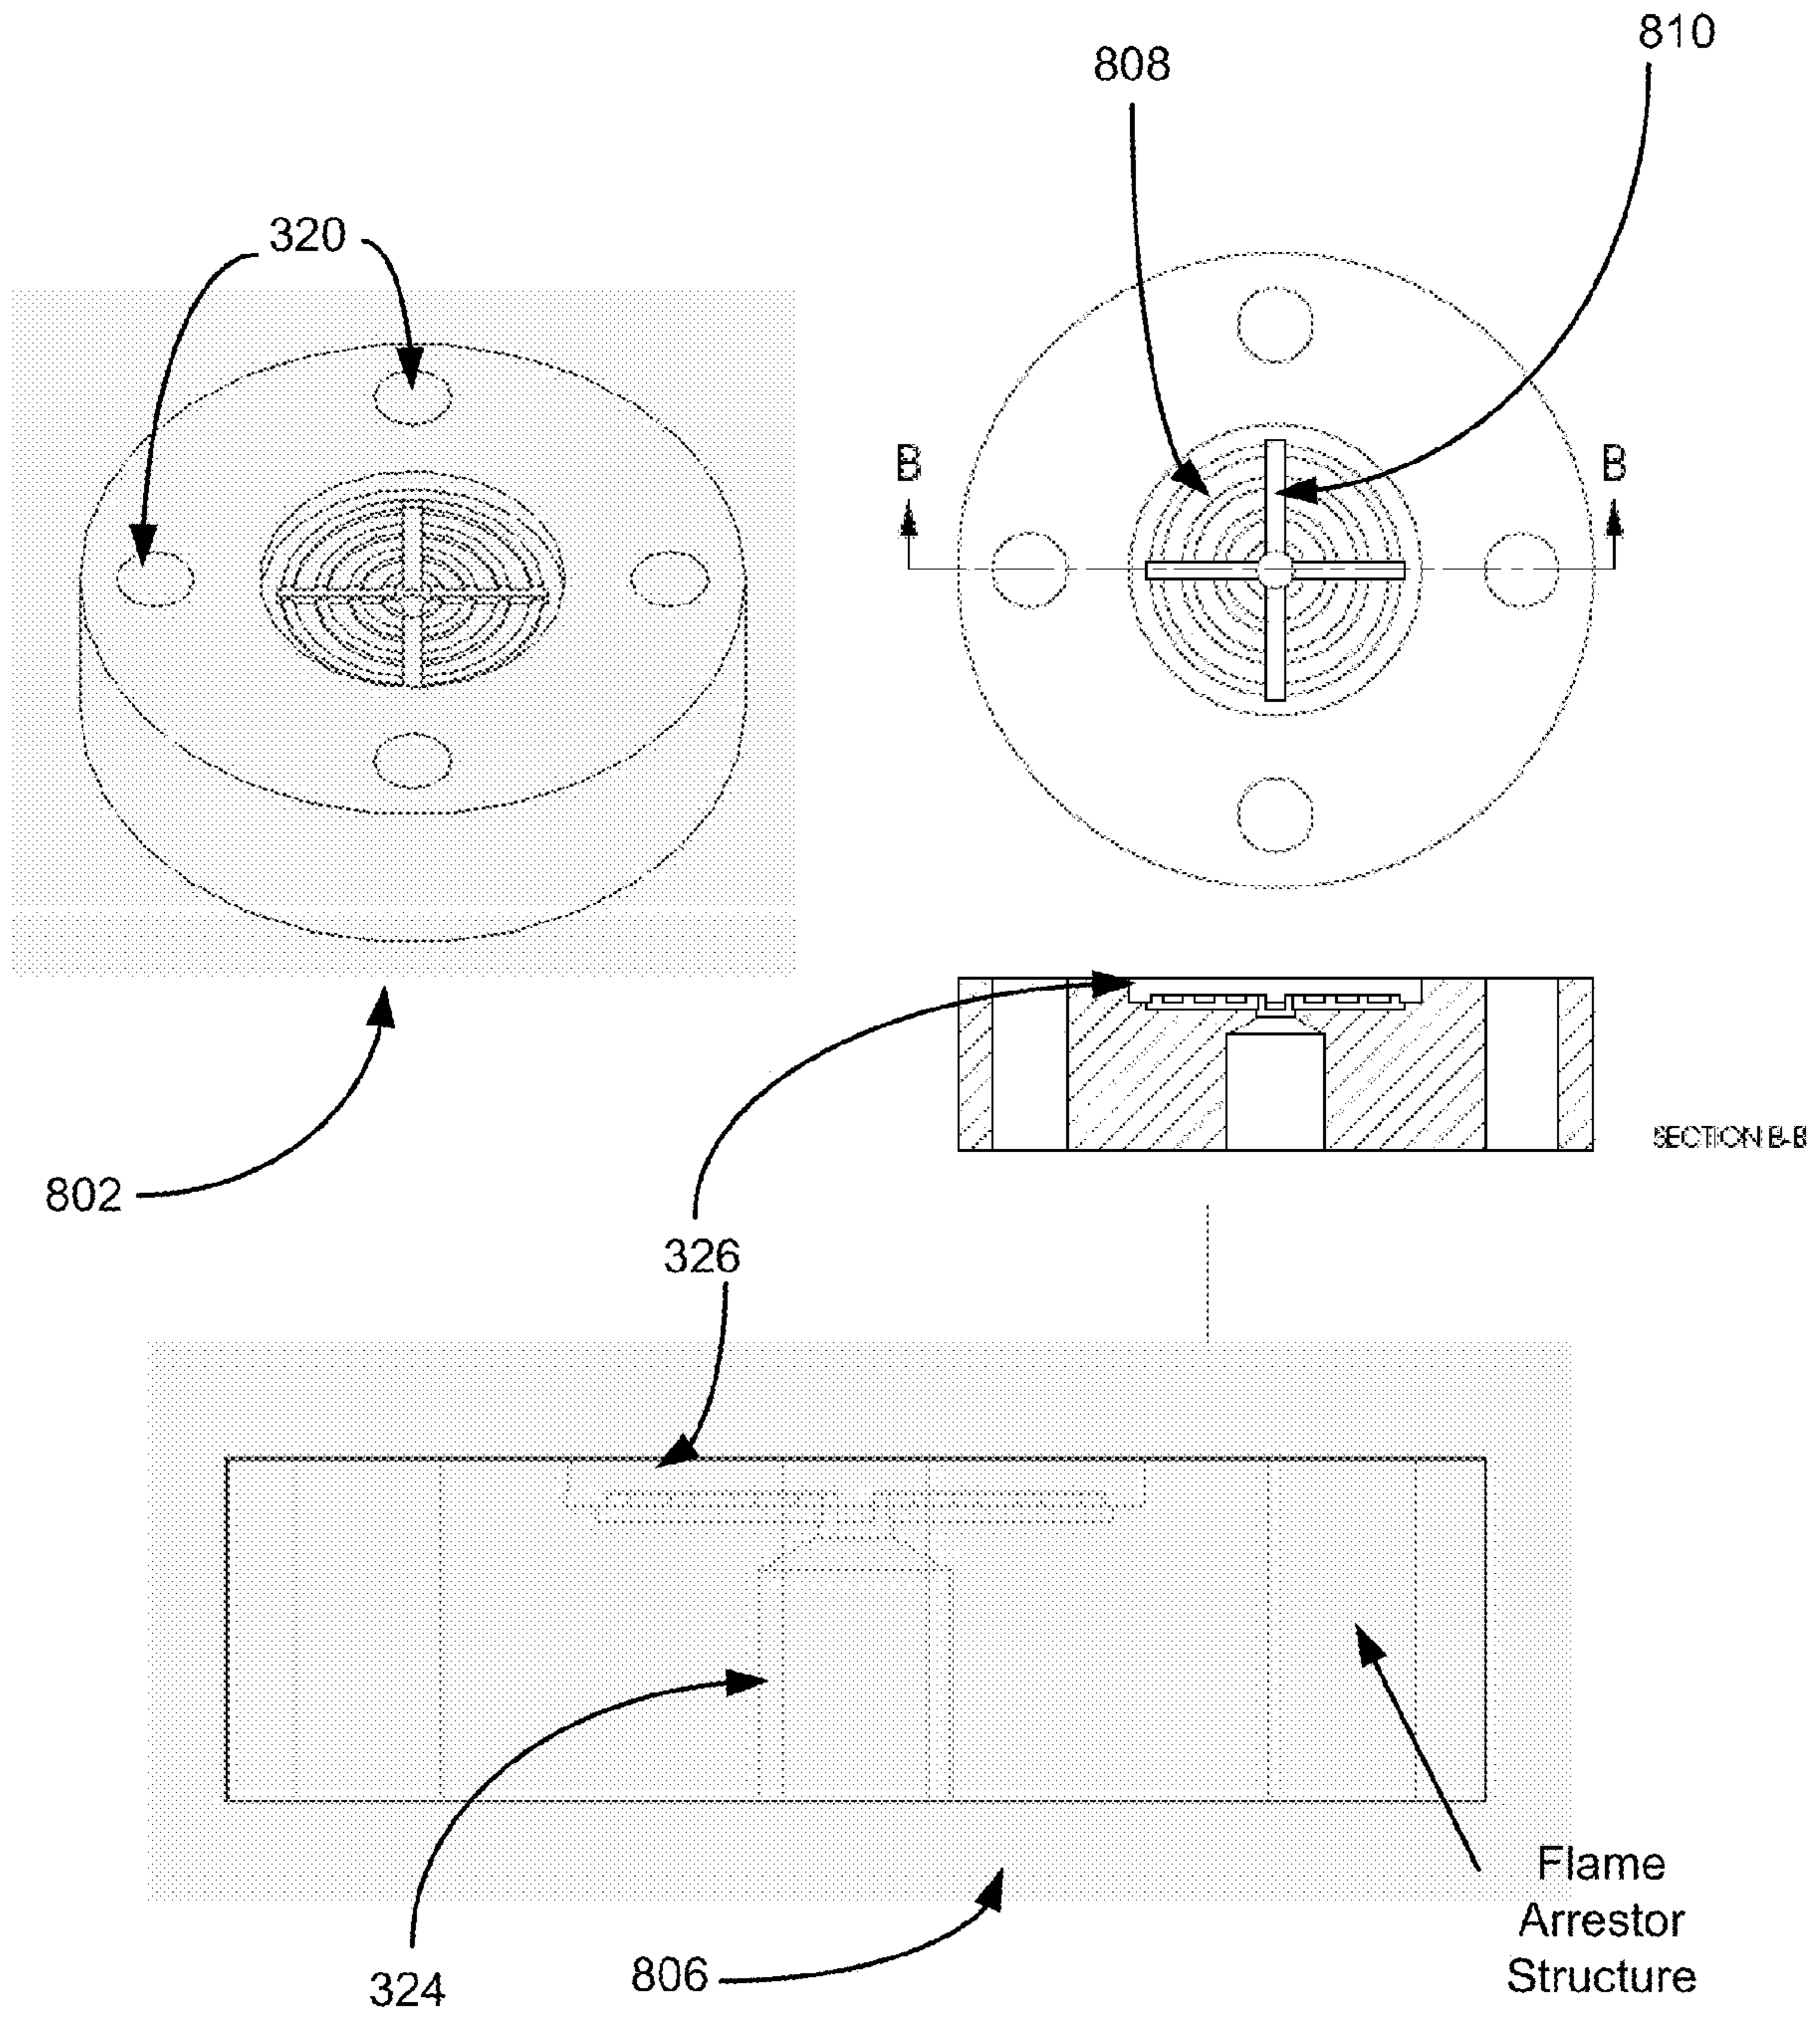 810
808
320
B
B
SECTION B-B
802
326
Flame
Arrestor
Structure
324
806